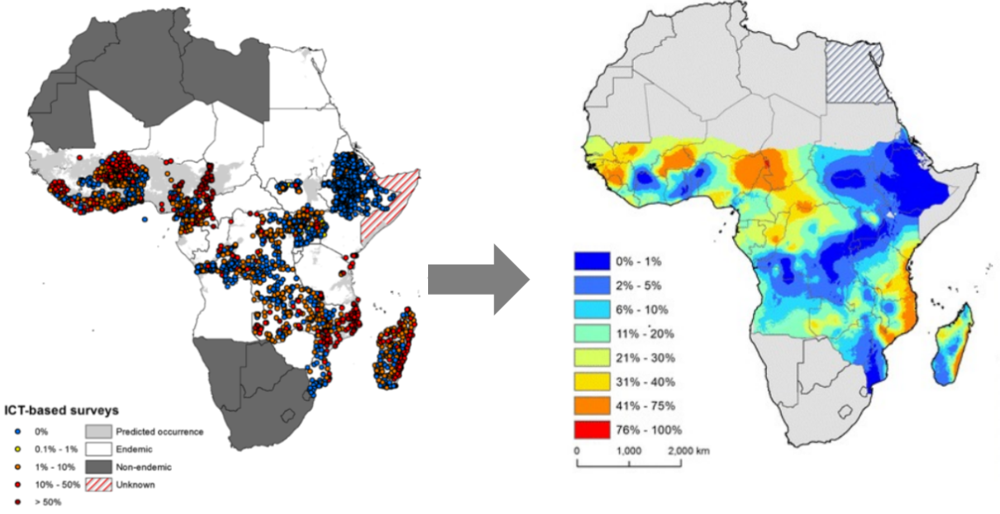 ICT-based surveys
0% Predicted occurrence
0.1% - 1% Endemic
1% - 10% Non-endemic
10% - 50% Unknown
> 50%
0% - 1%
2% - 5%
6% - 10%
11% - 20%
21% - 30%
31% - 40%
41% - 75%
76% - 100%
0 1,000 2,000 km